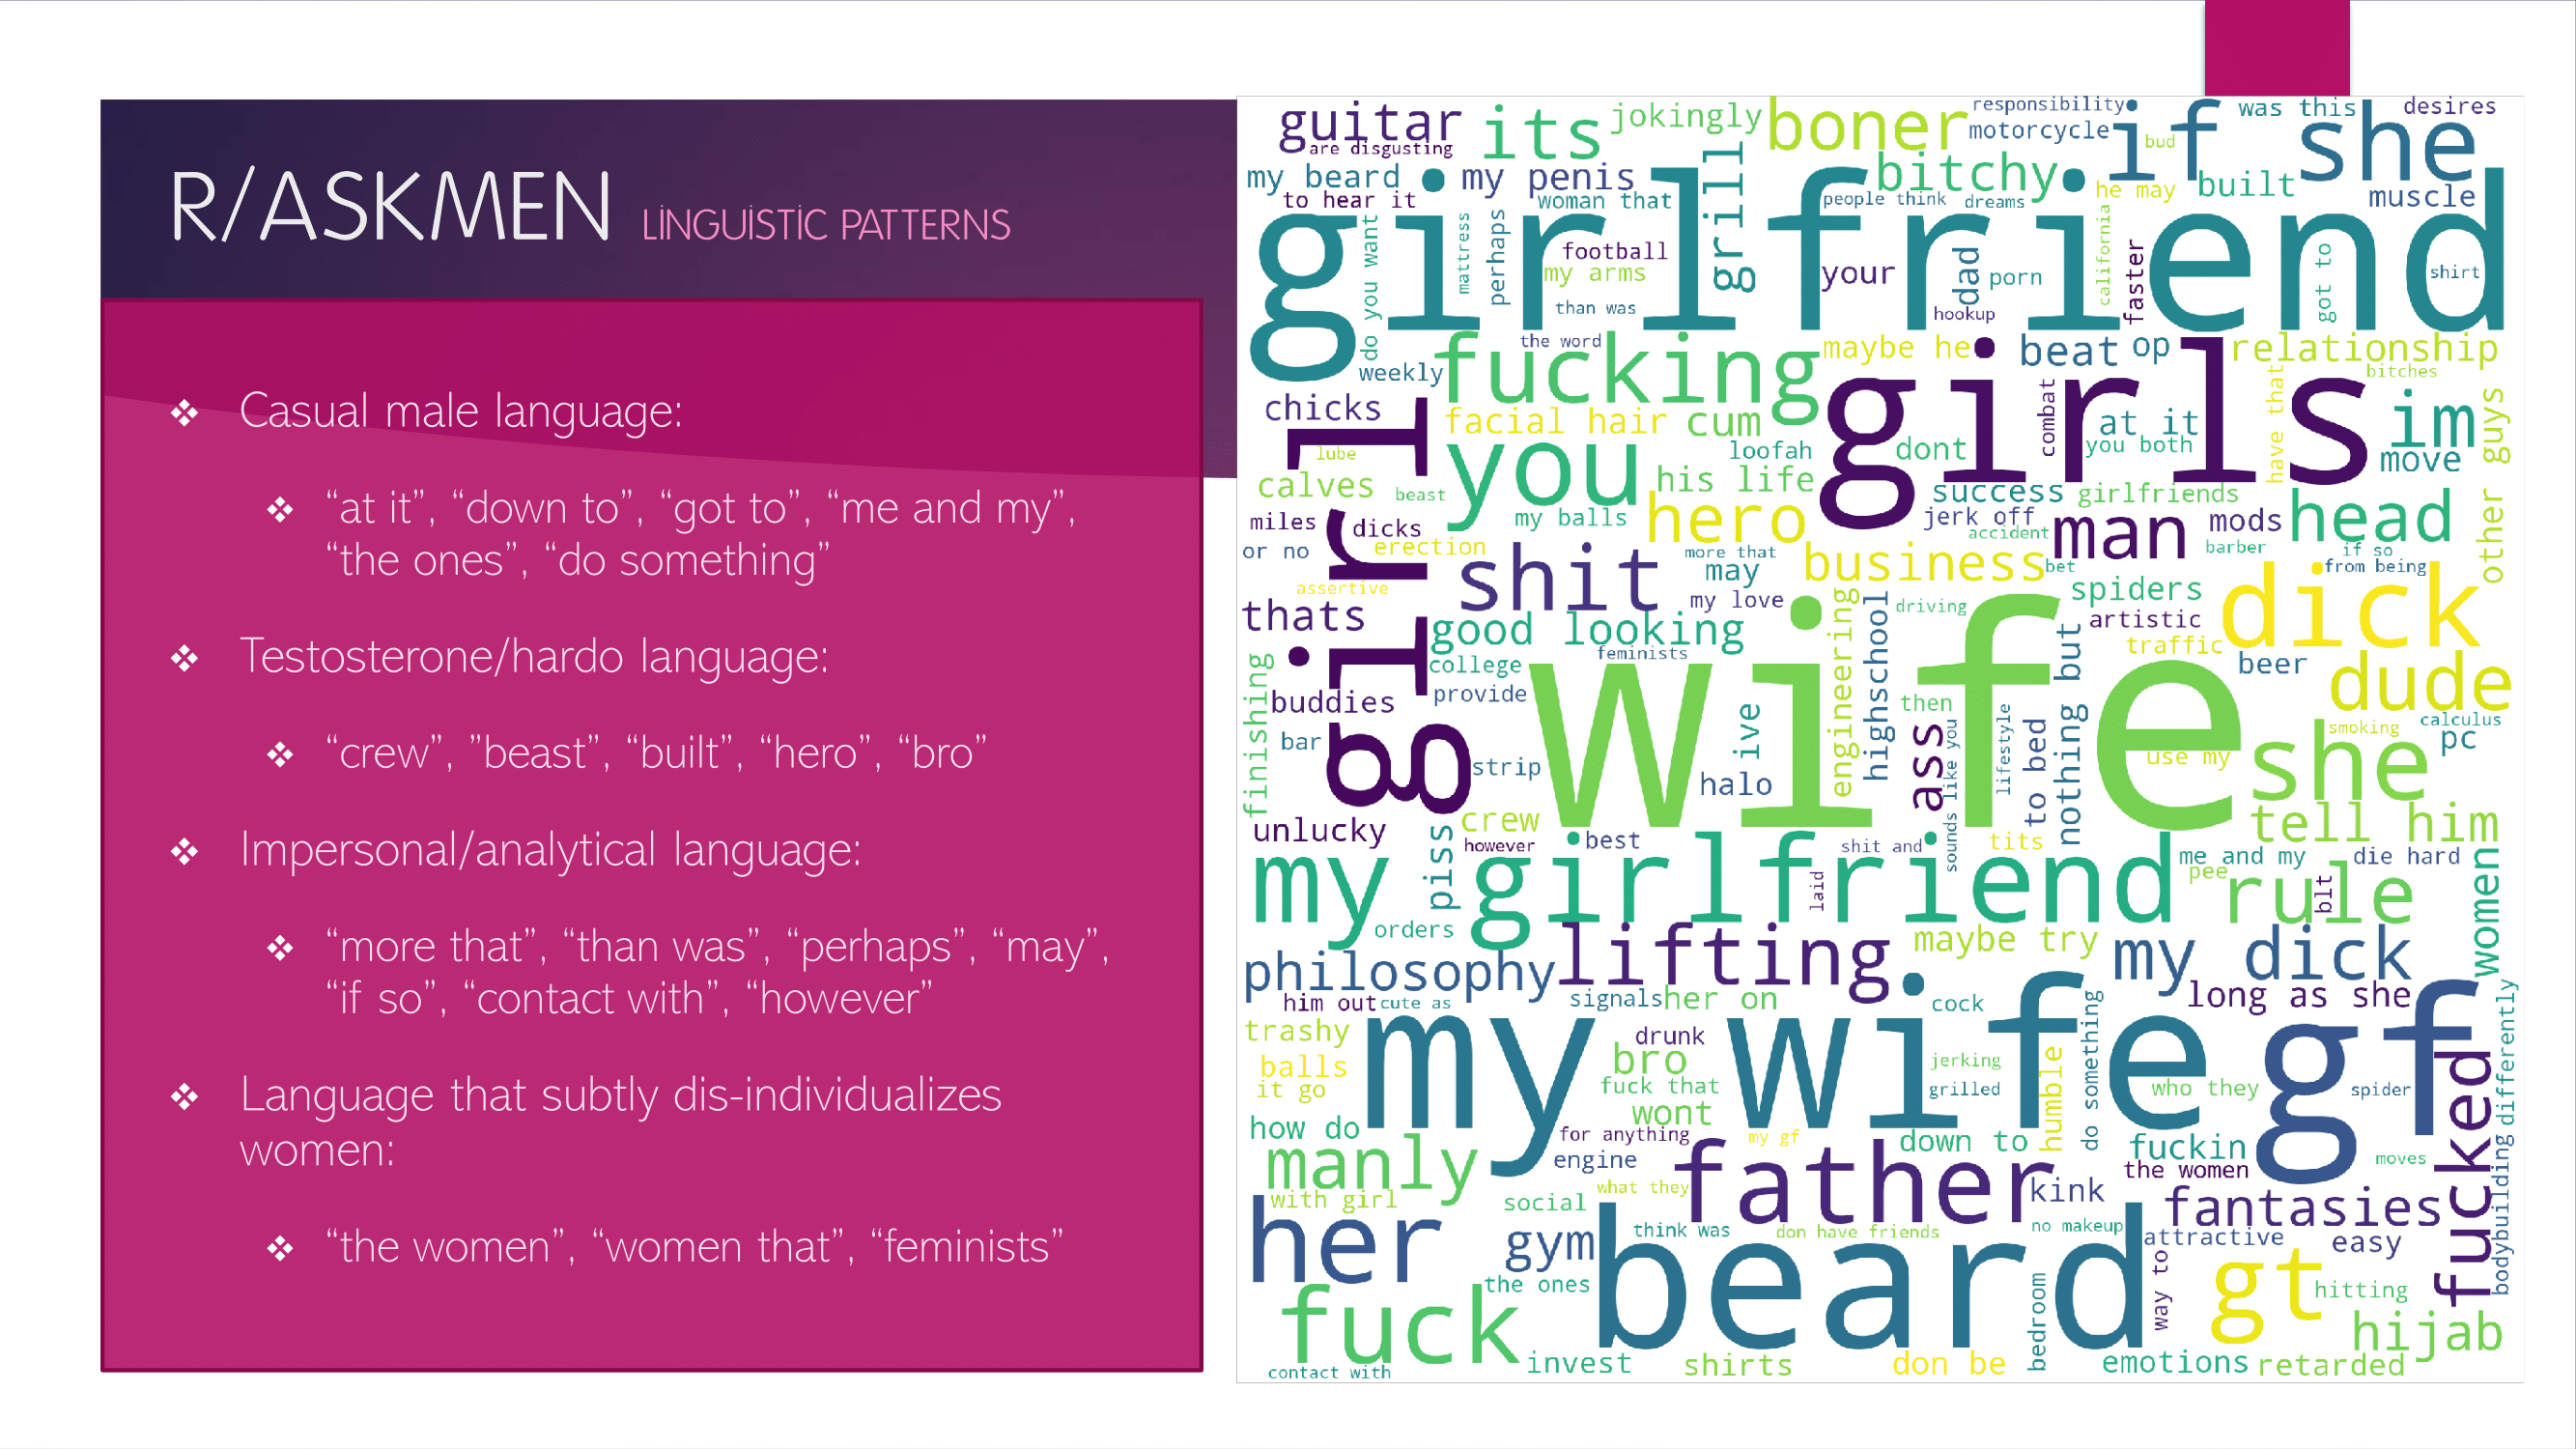 R/ASKMEN LINGUISTIC PATTERNS
❖ Casual male language:
❖ “at it”, “down to”, “got to”, “me and my”,
“the ones”, “do something”
❖ Testosterone/hardo language:
❖ “crew”, ”beast”, “built”, “hero”, “bro”
❖ Impersonal/analytical language:
❖ “more that”, “than was”, “perhaps”, “may”,
“if so”, “contact with”, “however”
❖ Language that subtly dis-individualizes
women:
❖ “the women”, “women that”, “feminists”
guitar
are disgusting
its
jokingly
boner
responsibility
motorcycle
bud
if she
was this
desires
my beard
to hear it
my penis
woman that
grill
bitchy
people think
dreams
he may
built
muscle
girlfriend
do you want
mattress
perhaps
football
my arms
than was
your
dad
porn
hookup
california
faster
got to
shirt
the word
weekly
fucking
maybe he
beat
op
relationship
bitches
chicks
facial hair
cum
girls
combat
at it
you both
have that
im
move
other guys
girl
lube
calves
beast
you
loofah
his life
dont
success
girlfriends
miles
dicks
or no
erection
my balls
hero
jerk off
accident
man
mods
barber
head
if so
from being
assertive
thats
shit
more that
may
my love
business
bet
driving
spiders
artistic
traffic
beer
dick
dude
good looking
feminists
college
provide
engineering
highschool
then
nothing but
finishing
buddies
bar
strip
wife
ive
halo
ass
sounds like you
lifestyle
to bed
use my
smoking
calculus
pc
she
tell him
unlucky
piss
crew
however
best
shit and
tits
me and my
die hard
pee
my girlfriend
laid
orders
rule
blt
women
philosophy
lifting
maybe try
my dick
him out
cute as
signals
her on
cock
long as she
trashy
balls
it go
my wife
drunk
bro
fuck that
wont
jerking
grilled
humble
do something
who they
gf
spider
fucked
bodybuilding
differently
how do
manly
for anything
engine
my gf
down to
fuckin
the women
moves
with girl
what they
father
kink
fantasies
her
social
gym
think was
don have friends
no makeup
attractive
easy
the ones
beard
bedroom
way to
gt
hitting
fuck
contact with
invest
shirts
don be
emotions
retarded
hijab